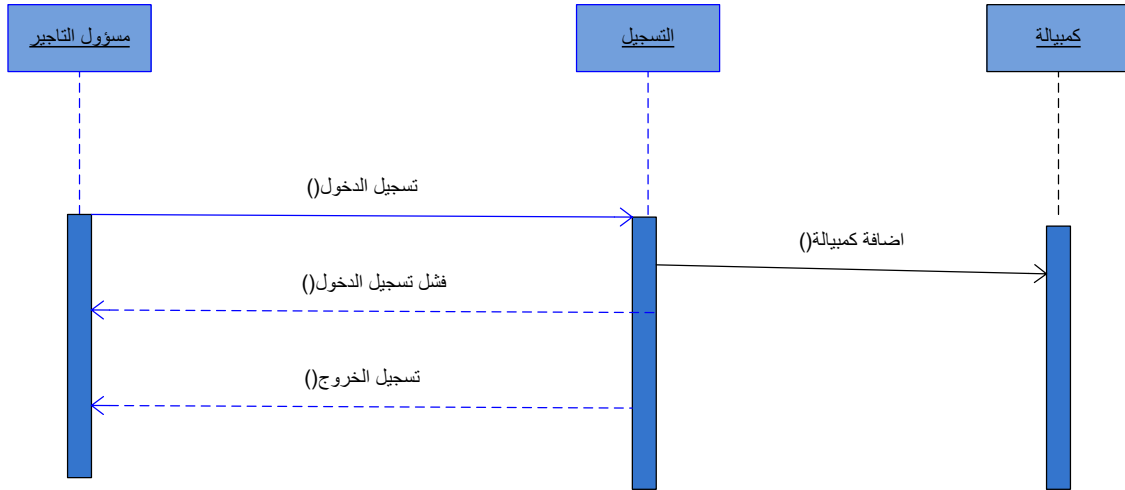 مسؤول التاجير
التسجيل
كمبيالة
تسجيل الدخول()
اضافة كمبيالة()
فشل تسجيل الدخول()
تسجيل الخروج()